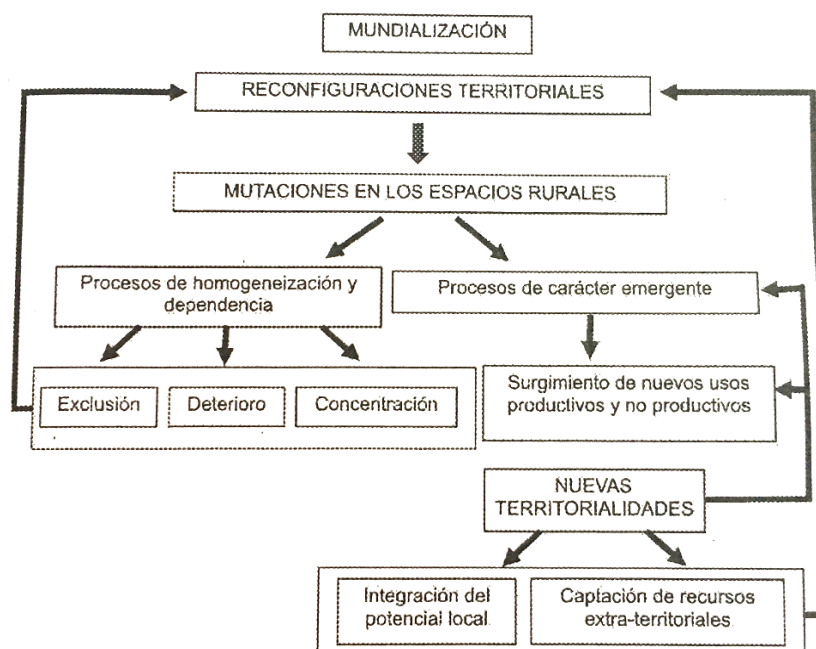 MUNDIALIZACIÓN
RECONFIGURACIONES TERRITORIALES
MUTACIONES EN LOS ESPACIOS RURALES
Procesos de homogeneización y
dependencia
Procesos de carácter emergente
Exclusión
Deterioro
Concentración
Surgimiento de nuevos usos
productivos y no productivos
NUEVAS
TERRITORIALIDADES
Integración del
potencial local
Captación de recursos
extra-territoriales